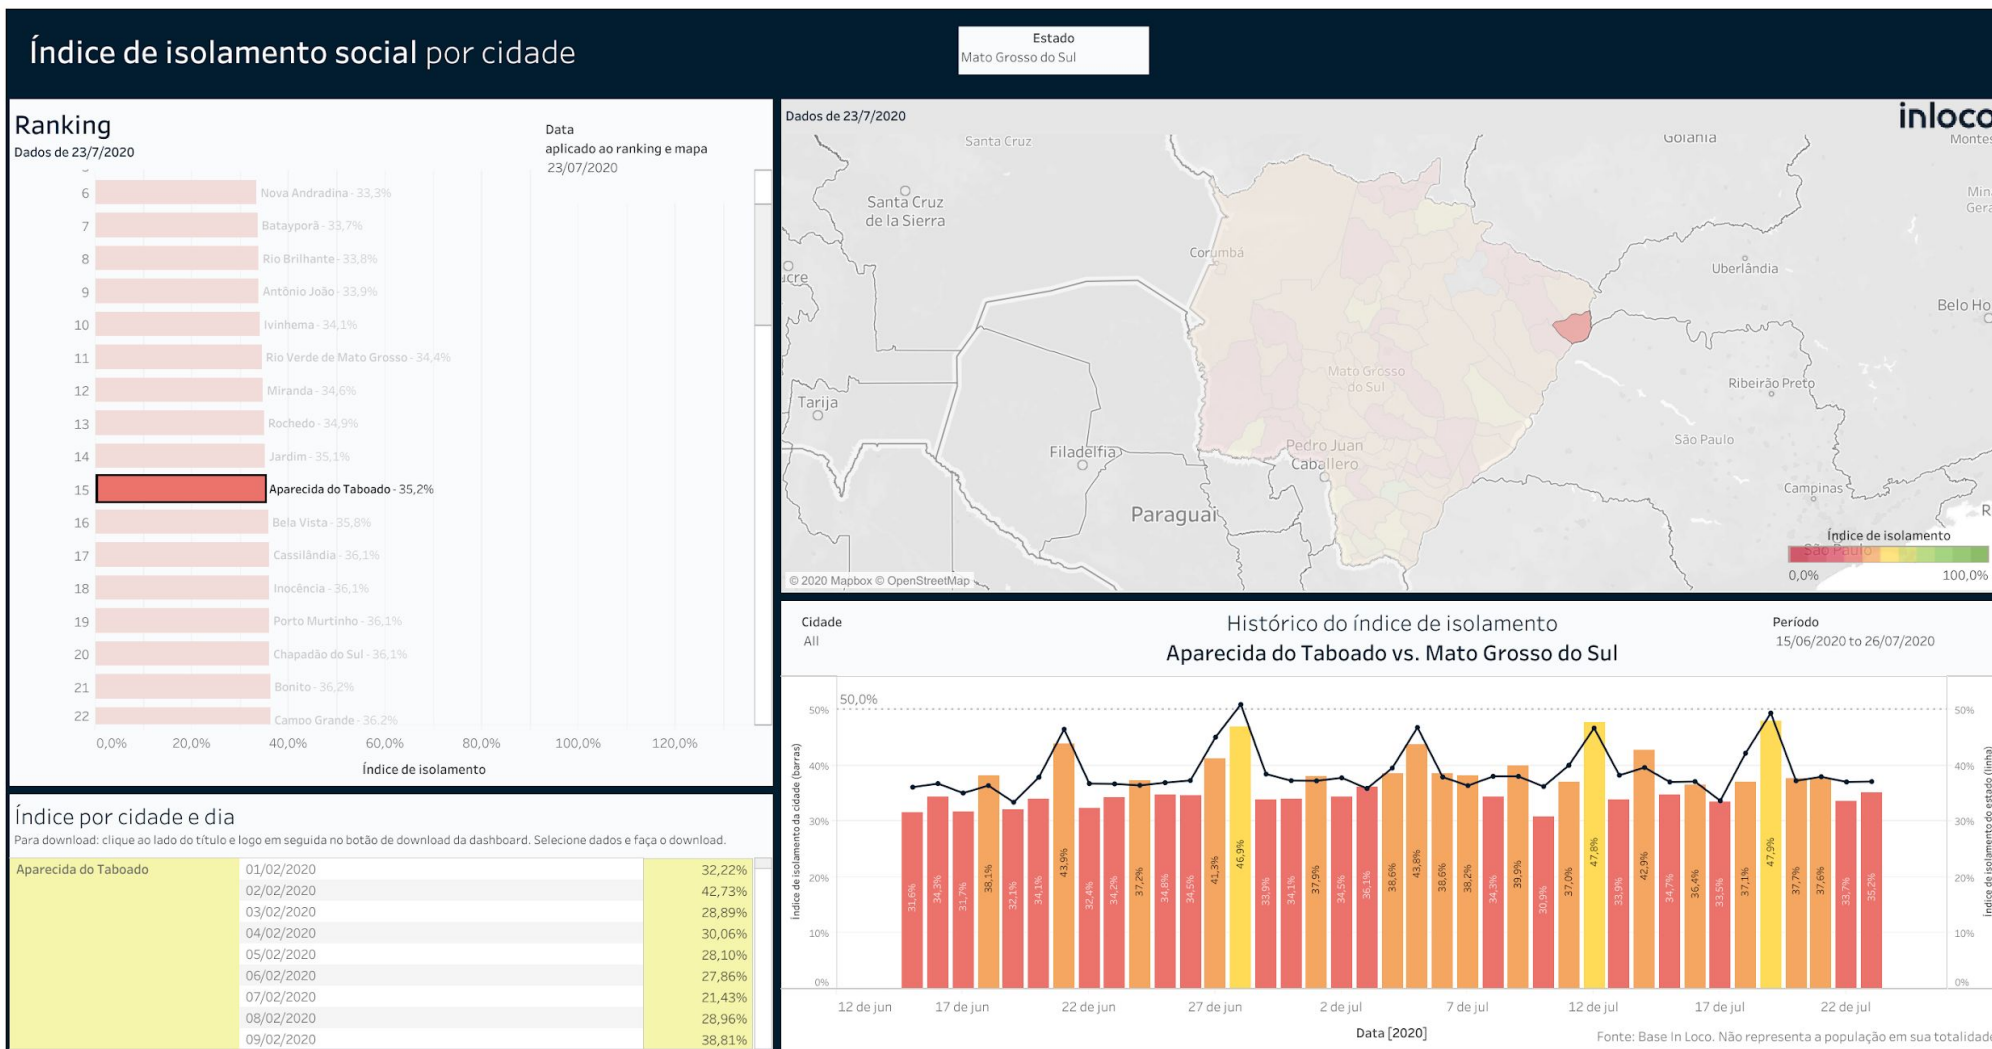 Índice de isolamento social por cidade
Estado
Mato Grosso do Sul
Ranking
Dados de 23/7/2020
Data
aplicado ao ranking e mapa
23/07/2020
6 Nova Andradina - 33,3%
7 Batayporã - 33,7%
8 Rio Brilhante - 33,8%
9 Antônio João - 33,9%
10 Ivinhema - 34,1%
11 Rio Verde de Mato Grosso - 34,4%
12 Miranda - 34,6%
13 Rochedo - 34,9%
14 Jardim - 35,1%
15 Aparecida do Taboado - 35,2%
16 Bela Vista - 35,8%
17 Cassilândia - 36,1%
18 Inocência - 36,1%
19 Porto Murtinho - 36,1%
20 Chapadão do Sul - 36,1%
21 Bonito - 36,2%
22 Campo Grande - 36,2%
0,0% 20,0% 40,0% 60,0% 80,0% 100,0% 120,0%
Índice de isolamento
Índice por cidade e dia
Para download: clique ao lado do título e logo em seguida no botão de download da dashboard. Selecione dados e faça o download.
Aparecida do Taboado 01/02/2020 32,22%
02/02/2020 42,73%
03/02/2020 28,89%
04/02/2020 30,06%
05/02/2020 28,10%
06/02/2020 27,86%
07/02/2020 21,43%
08/02/2020 28,96%
09/02/2020 38,81%
Dados de 23/7/2020
inloco
Santa Cruz
Goiânia
Montes
Santa Cruz
de la Sierra
Min
Gera
Corumbá
Uberlândia
ucre
Belo Ho
Mato Grosso
do Sul
Ribeirão Preto
Tarija
São Paulo
Filadélfia
Pedro Juan
Caballero
Campinas
Paraguai
R
Índice de isolamento
São Paulo
0,0% 100,0%
© 2020 Mapbox © OpenStreetMap
Cidade
All
Histórico do índice de isolamento
Aparecida do Taboado vs. Mato Grosso do Sul
Período
15/06/2020 to 26/07/2020
50,0%
50%
40%
30%
20%
10%
0%
Índice de isolamento da cidade (barras)
31,6%
34,3%
31,7%
38,1%
32,1%
34,1%
43,9%
32,4%
34,2%
37,2%
34,8%
34,5%
41,3%
46,9%
33,9%
34,1%
37,9%
34,5%
36,1%
38,6%
43,8%
38,6%
38,2%
34,3%
39,9%
30,9%
37,0%
47,8%
33,9%
42,9%
34,7%
36,4%
33,5%
37,1%
47,9%
37,7%
37,6%
33,7%
35,2%
50%
40%
30%
20%
10%
0%
Índice de isolamento do estado (linha)
12 de jun 17 de jun 22 de jun 27 de jun 2 de jul 7 de jul 12 de jul 17 de jul 22 de jul
Data [2020]
Fonte: Base In Loco. Não representa a população em sua totalidade